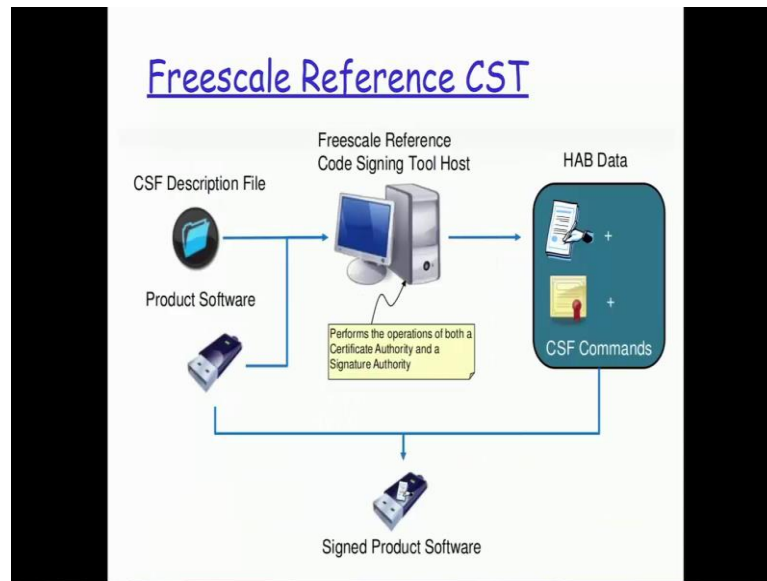 Freescale Reference CST
Freescale Reference
Code Signing Tool Host
HAB Data
CSF Description File
Product Software
Performs the operations of both a
Certificate Authority and a
Signature Authority
+
+
CSF Commands
Signed Product Software